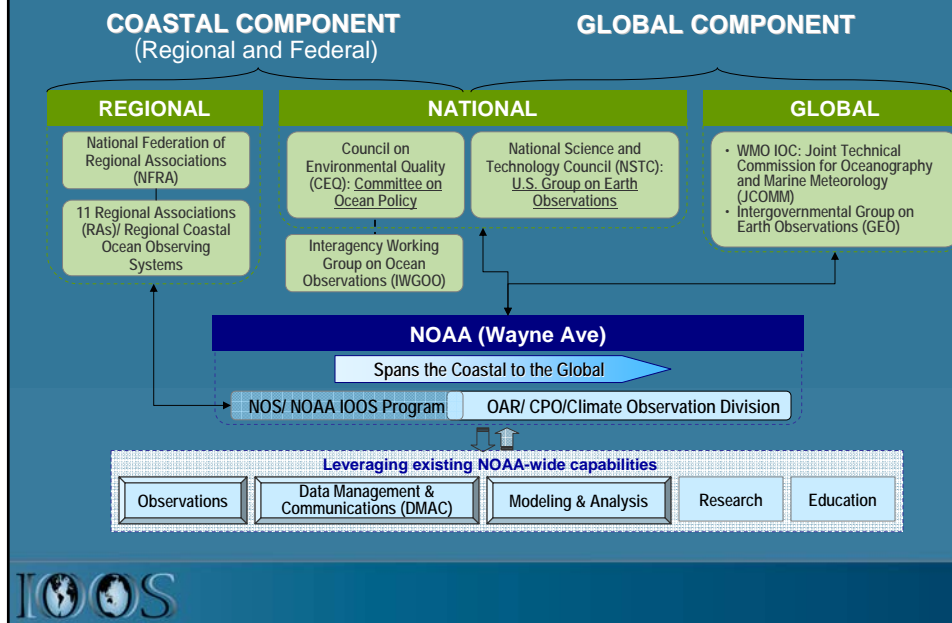 COASTAL COMPONENT
(Regional and Federal)
GLOBAL COMPONENT
REGIONAL
National Federation of
Regional Associations
(NFRA)
11 Regional Associations
(RAs)/ Regional Coastal
Ocean Observing
Systems
NATIONAL
Council on
Environmental Quality
(CEQ): Committee on
Ocean Policy
Interagency Working
Group on Ocean
Observations (IWGOO)
National Science and
Technology Council (NSTC):
U.S. Group on Earth
Observations
GLOBAL
• WMO IOC: Joint Technical
Commission for Oceanography
and Marine Meteorology
(JCOMM)
• Intergovernmental Group on
Earth Observations (GEO)
NOAA (Wayne Ave)
Spans the Coastal to the Global
NOS/ NOAA IOOS Program
OAR/ CPO/Climate Observation Division
Leveraging existing NOAA-wide capabilities
Observations
Data Management &
Communications (DMAC)
Modeling & Analysis
Research
Education
IOOS